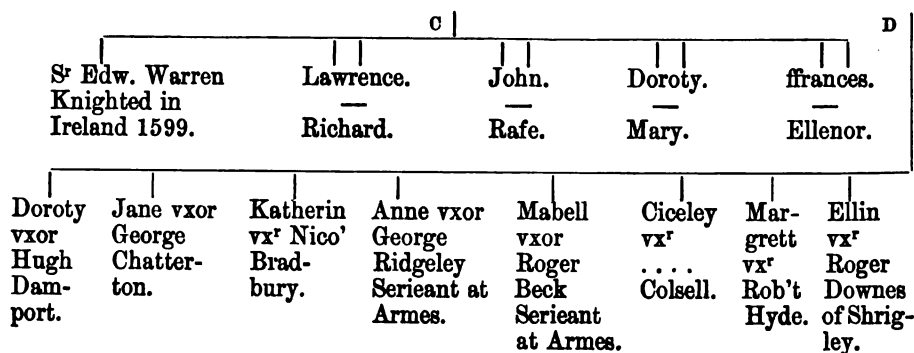 C D
Sʳ Edw. Warren
Knighted in
Ireland 1599.
Lawrence.
Richard.
John.
Rafe.
Doroty.
Mary.
ffrances.
Ellenor.
Doroty
vxor
Hugh
Dam-
port.
Jane vxor
George
Chatter-
ton.
Katherin
vxʳ Nico'
Brad-
bury.
Anne vxor
George
Ridgeley
Serieant at
Armes.
Mabell
vxor
Roger
Beck
Serieant
at Armes.
Ciceley
vxʳ
. . . .
Colsell.
Mar-
grett
vxʳ
Rob't
Hyde.
Ellin
vxʳ
Roger
Downes
of Shrig-
ley.